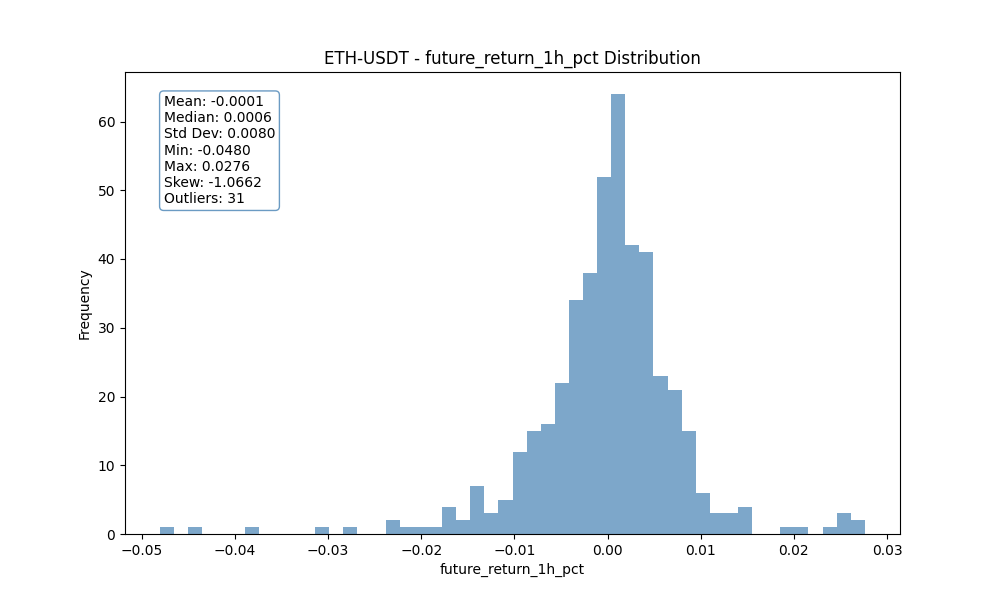 ETH-USDT - future_return_1h_pct Distribution
Mean: -0.0001
Median: 0.0006
Std Dev: 0.0080
Min: -0.0480
Max: 0.0276
Skew: -1.0662
Outliers: 31
Frequency
60
50
40
30
20
10
0
−0.05 −0.04 −0.03 −0.02 −0.01 0.00 0.01 0.02 0.03
future_return_1h_pct